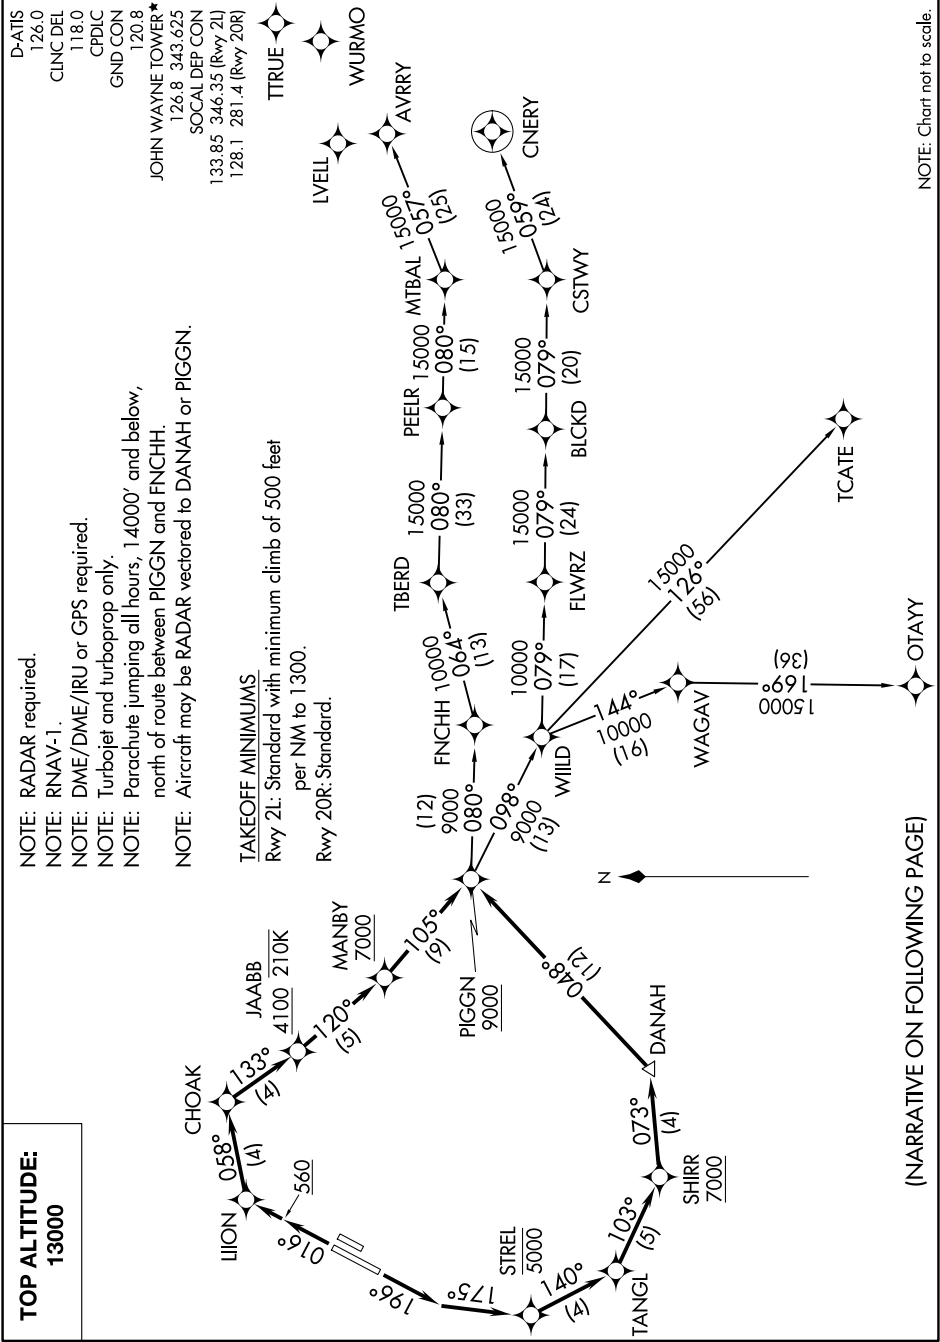 TOP ALTITUDE:
13000
NOTE: RADAR required.
NOTE: RNAV-1.
NOTE: DME/DME/IRU or GPS required.
NOTE: Turbojet and turboprop only.
NOTE: Parachute jumping all hours, 14000' and below,
north of route between PIGGN and FNCHH.
NOTE: Aircraft may be RADAR vectored to DANAH or PIGGN.
D-ATIS
126.0
CLNC DEL
118.0
CPDLC
GND CON
120.8
JOHN WAYNE TOWER★
126.8 343.625
SOCAL DEP CON
133.85 346.35 (Rwy 2L)
128.1 281.4 (Rwy 20R)
TAKEOFF MINIMUMS
Rwy 2L: Standard with minimum climb of 500 feet
per NM to 1300.
Rwy 20R: Standard.
TTRUE
WURMO
LVELL
AVRRY
CNERY
LIION
016°
560
058°
(4)
CHOAK
133°
(4)
JAABB
4100 210K
120°
(5)
MANBY
7000
105°
(9)
PIGGN
9000
196°
175°
STREL
5000
140°
(4)
TANGL
103°
(5)
SHIRR
7000
073°
(4)
DANAH
048°
(12)
(12)
9000
080°
FNCHH
10000
064°
(13)
TBERD
15000
080°
(33)
PEELR
15000
080°
(15)
MTBAL
15000
057°
(25)
098°
9000
(13)
WIILD
10000
079°
(17)
FLWRZ
15000
079°
(24)
BLCKD
15000
079°
(20)
CSTWY
15000
059°
(24)
15000
126°
(56)
TCATE
144°
10000
(16)
WAGAV
15000
169°
(36)
OTAYY
N
(NARRATIVE ON FOLLOWING PAGE)
NOTE: Chart not to scale.